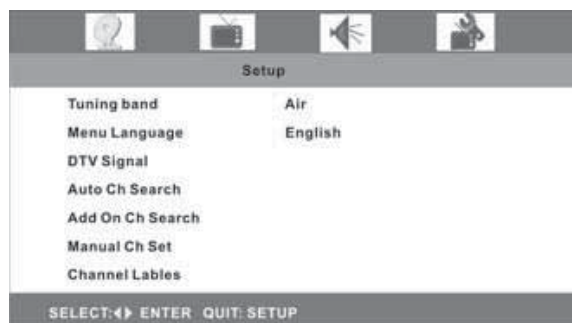 Setup
Tuning band Air
Menu Language English
DTV Signal
Auto Ch Search
Add On Ch Search
Manual Ch Set
Channel Lables
SELECT:◀▶ ENTER QUIT: SETUP